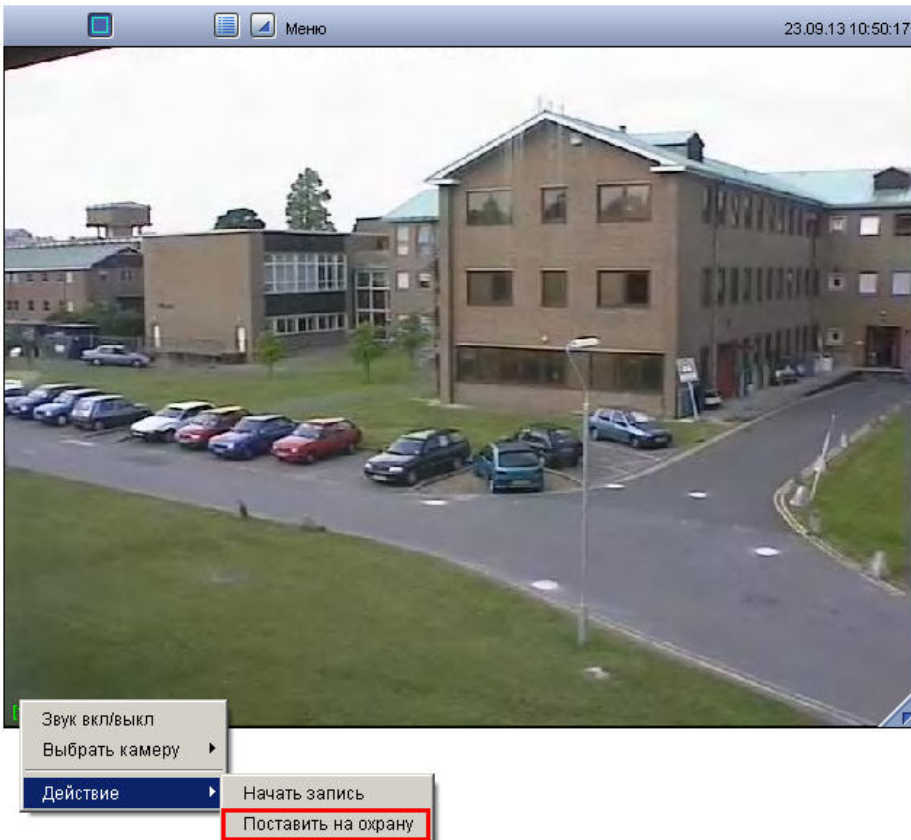 Меню
23.09.13 10:50:17
Звук вкл/выкл
Выбрать камеру
Действие
Начать запись
Поставить на охрану